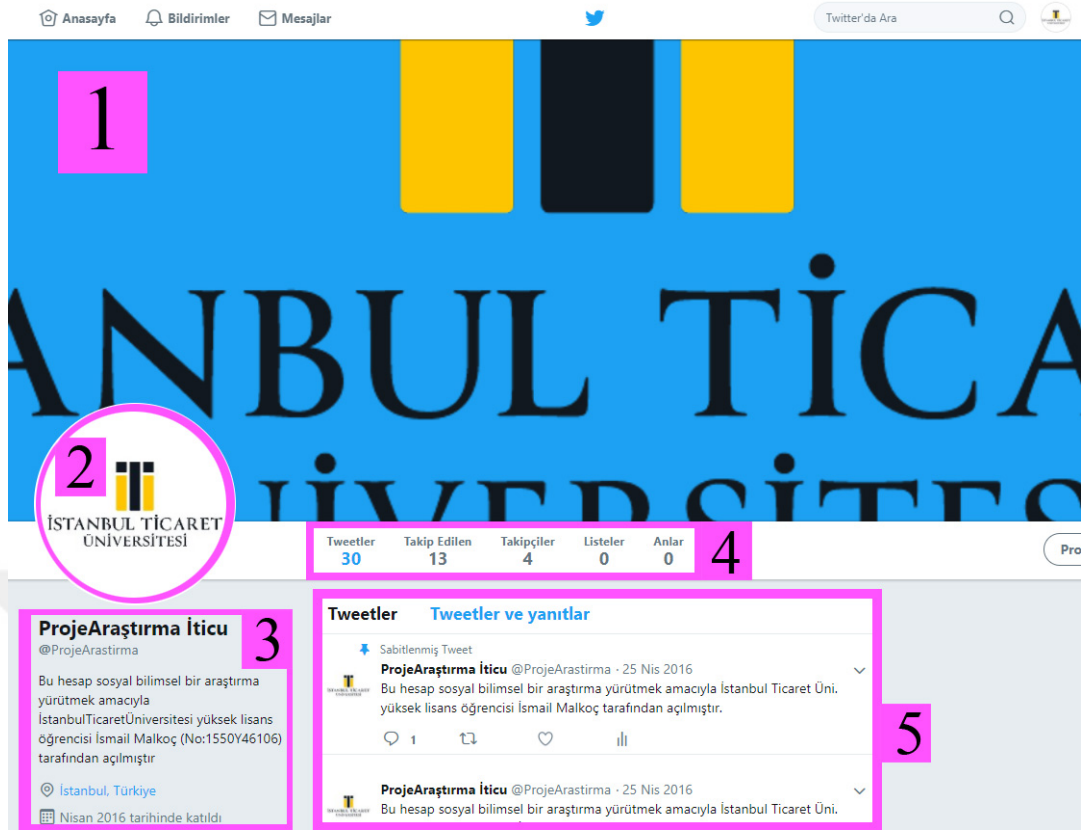 Anasayfa Bildirimler Mesajlar Twitter'da Ara
1
ANBUL TİCA
ÜNİVERSİTES
2
İSTANBUL TİCARET
ÜNİVERSİTESİ
Tweetler Takip Edilen Takipçiler Listeler Anlar
30 13 4 0 0
4
Pro
3
ProjeAraştırma İticu
@ProjeArastirma
Bu hesap sosyal bilimsel bir araştırma
yürütmek amacıyla
İstanbulTicaretÜniversitesi yüksek lisans
öğrencisi İsmail Malkoç (No:1550Y46106)
tarafından açılmıştır
İstanbul, Türkiye
Nisan 2016 tarihinde katıldı
5
Tweetler Tweetler ve yanıtlar
Sabitlenmiş Tweet
ProjeAraştırma İticu @ProjeArastirma · 25 Nis 2016
Bu hesap sosyal bilimsel bir araştırma yürütmek amacıyla İstanbul Ticaret Üni.
yüksek lisans öğrencisi İsmail Malkoç tarafından açılmıştır.
1
ProjeAraştırma İticu @ProjeArastirma · 25 Nis 2016
Bu hesap sosyal bilimsel bir araştırma yürütmek amacıyla İstanbul Ticaret Üni.